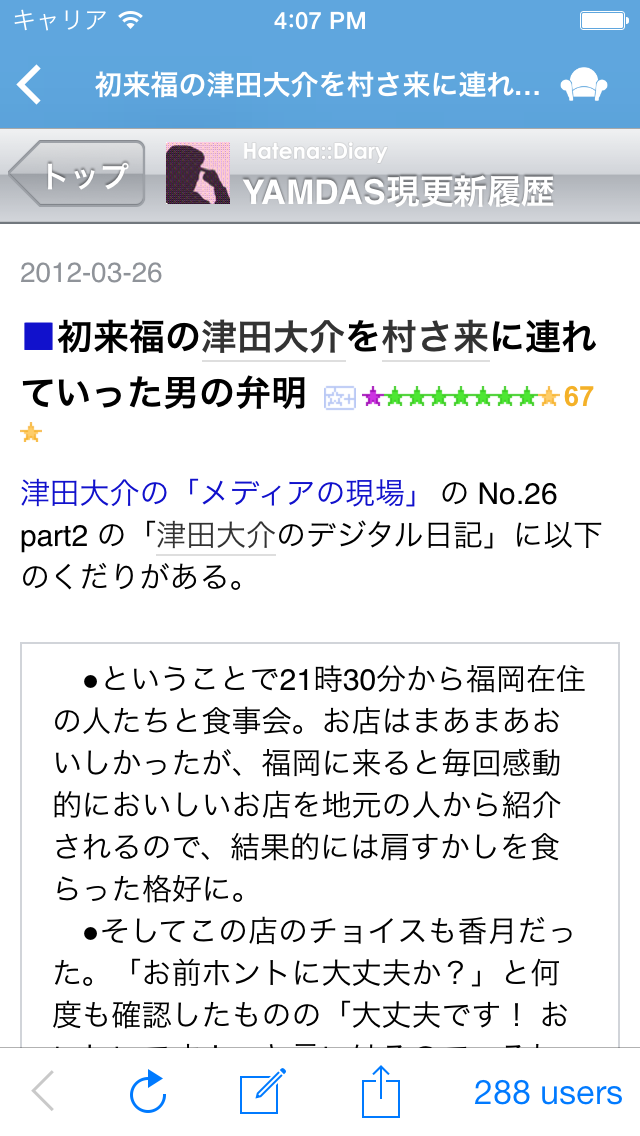 キャリア 4:07 PM
初来福の津田大介を村さ来に連れ...
トップ
Hatena::Diary
YAMDAS現更新履歴
2012-03-26
■初来福の津田大介を村さ来に連れ
ていった男の弁明 67
津田大介の「メディアの現場」 の No.26
part2 の「津田大介のデジタル日記」に以下
のくだりがある。
●ということで21時30分から福岡在住
の人たちと食事会。お店はまあまあお
いしかったが、福岡に来ると毎回感動
的においしいお店を地元の人から紹介
されるので、結果的には肩すかしを食
らった格好に。
●そしてこの店のチョイスも香月だっ
た。「お前ホントに大丈夫か？」と何
度も確認したものの「大丈夫です！ お
288 users